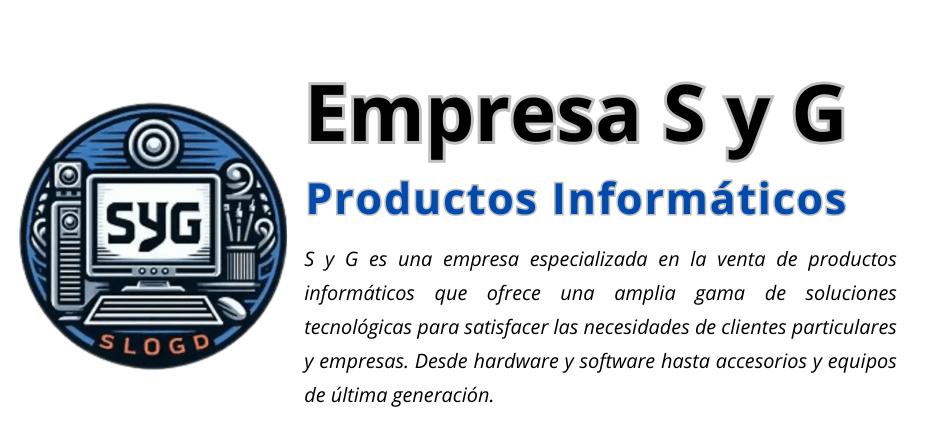 Empresa S y G
Productos Informáticos
SYG
SLOGD
S y G es una empresa especializada en la venta de productos
informáticos que ofrece una amplia gama de soluciones
tecnológicas para satisfacer las necesidades de clientes particulares
y empresas. Desde hardware y software hasta accesorios y equipos
de última generación.